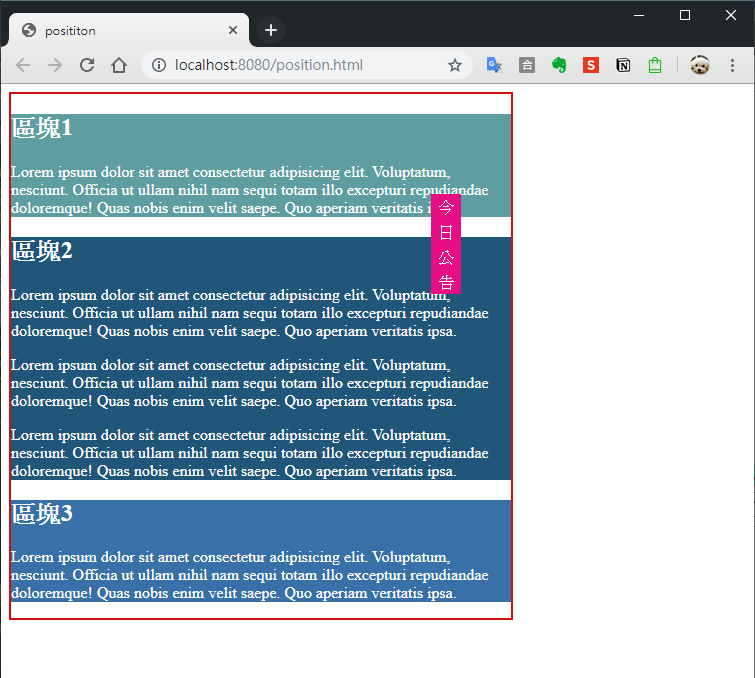 posititon
localhost:8080/position.html
合
S
N
區塊1
Lorem ipsum dolor sit amet consectetur adipisicing elit. Voluptatum,
nesciunt. Officia ut ullam nihil nam sequi totam illo excepturi repudiandae
doloremque! Quas nobis enim velit saepe. Quo aperiam veritatis
今
日
公
告
區塊2
Lorem ipsum dolor sit amet consectetur adipisicing elit. Voluptatum,
nesciunt. Officia ut ullam nihil nam sequi totam illo excepturi repudiandae
doloremque! Quas nobis enim velit saepe. Quo aperiam veritatis ipsa.
Lorem ipsum dolor sit amet consectetur adipisicing elit. Voluptatum,
nesciunt. Officia ut ullam nihil nam sequi totam illo excepturi repudiandae
doloremque! Quas nobis enim velit saepe. Quo aperiam veritatis ipsa.
Lorem ipsum dolor sit amet consectetur adipisicing elit. Voluptatum,
nesciunt. Officia ut ullam nihil nam sequi totam illo excepturi repudiandae
doloremque! Quas nobis enim velit saepe. Quo aperiam veritatis ipsa.
區塊3
Lorem ipsum dolor sit amet consectetur adipisicing elit. Voluptatum,
nesciunt. Officia ut ullam nihil nam sequi totam illo excepturi repudiandae
doloremque! Quas nobis enim velit saepe. Quo aperiam veritatis ipsa.